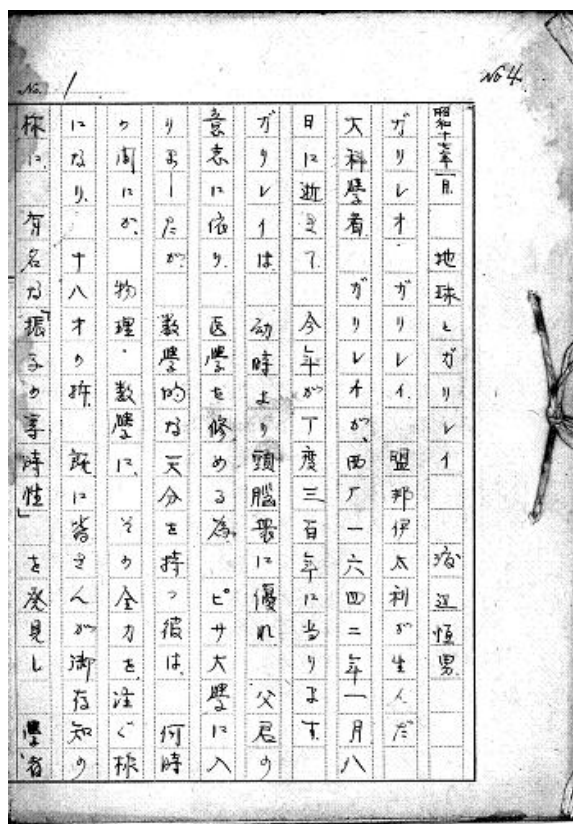 No 4.
No. 1
昭和十七年一月 地球とガリレイ 渡辺恒男
ガリレオ・ガリレイ. 盟邦伊太利が生んだ
大科學者 ガリレイが、西暦一六四二年一月八
日に逝きて 今年が丁度三百年に当ります.
ガリレイは 幼時より頭腦衆に優れ 父君の
意志に依り. 医學を修める為. ピサ大學に入
りましたが. 数學的な天分を持つ彼は. 何時
の間にか. 物理・数學に. その全力を注ぐ様
になり. 十八才の折. 既に皆さんが御存知の
様に. 有名な「振子の等時性」を発見し 學者